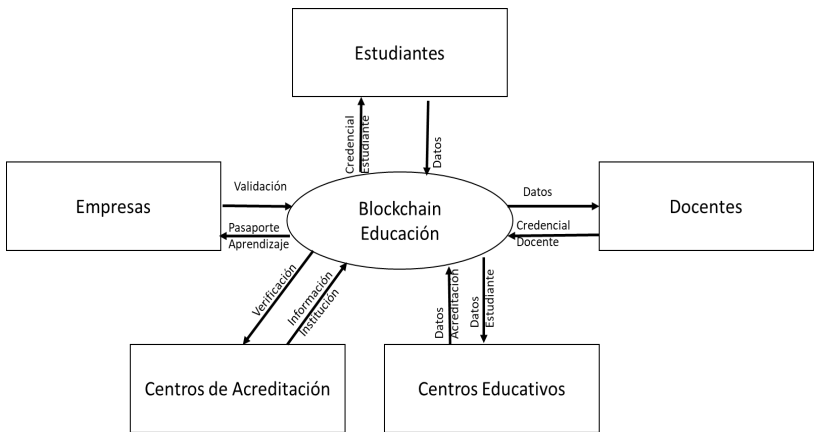 Estudiantes
Credencial
Estudiante
Datos
Empresas
Validación
Pasaporte
Aprendizaje
Blockchain
Educación
Datos
Credencial
Docente
Docentes
Verificación
Información
Institución
Datos
Acreditación
Datos
Estudiante
Centros de Acreditación
Centros Educativos